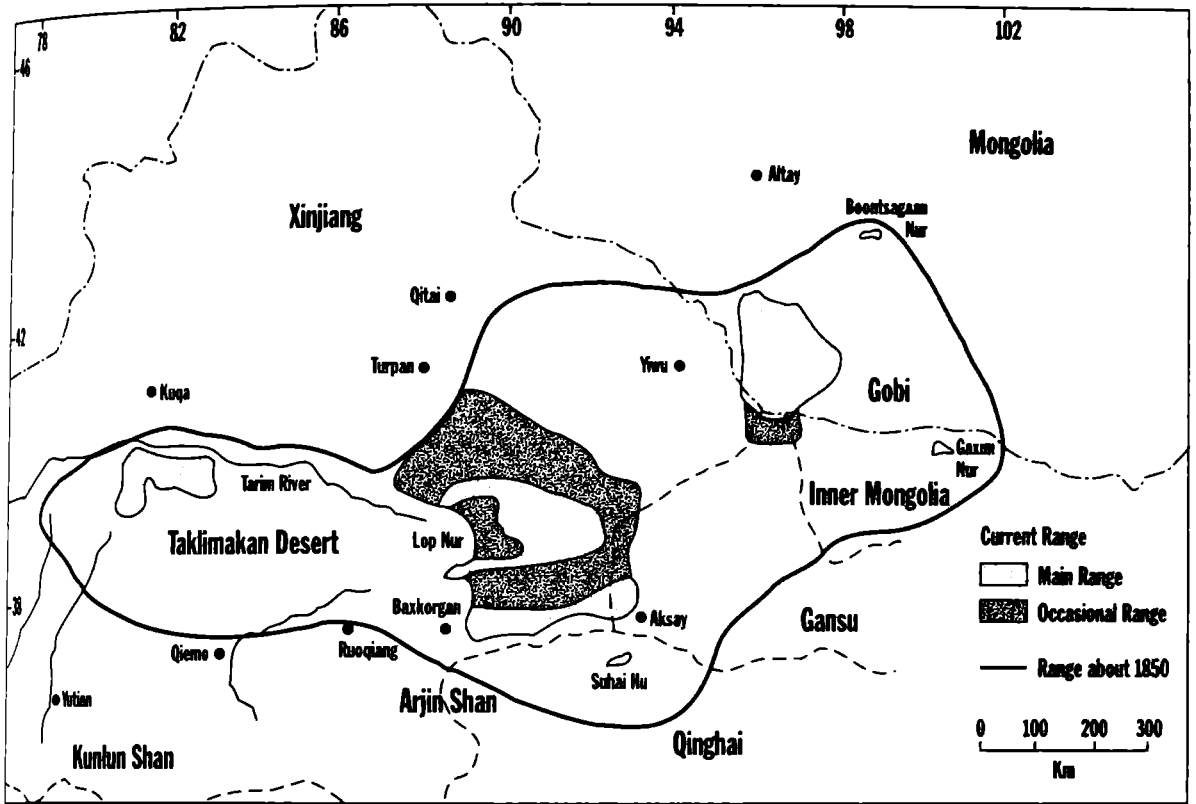 78 82 86 90 94 98 102
46
Mongolia
Altay
Xinjiang
Boontsagaan
Nur
Qitai
42
Turpan
Yiwu
Kuqa
Gobi
Gaxun
Nur
Tarim River
Inner Mongolia
Taklimakan Desert
Lop Nur
Current Range
Main Range
38
Baxkorgan
Occasional Range
Aksay
Gansu
Qiemo
Ruoqiang
Range about 1850
Suhai Nu
Yutian
Arjin Shan
0 100 200 300
Qinghai
Kunlun Shan
Km